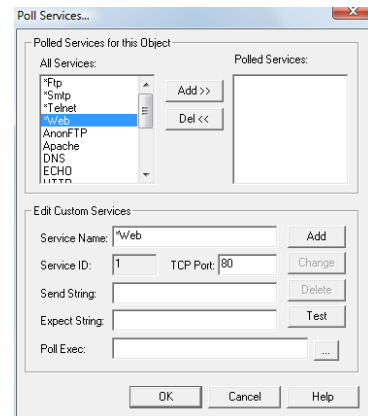 Poll Services...
Polled Services for this Object
All Services:
Polled Services:
*Ftp
*Smtp
*Telnet
*Web
AnonFTP
Apache
DNS
ECHO
HTTP
Add >>
Del <<
Edit Custom Services
Service Name: *Web
Add
Service ID: 1 TCP Port: 80
Change
Send String:
Delete
Expect String:
Test
Poll Exec:
...
OK Cancel Help